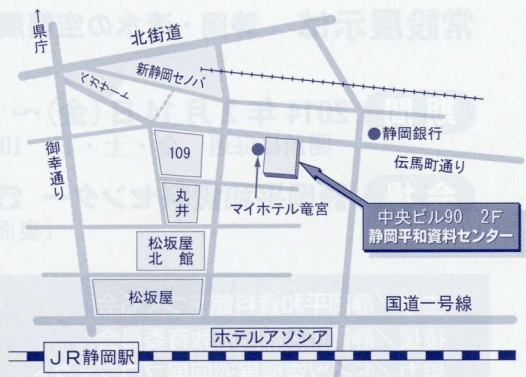 ↑県庁
北街道
新静岡セノバ
ペガサート
御幸通り
109
丸井
松坂屋
北館
松坂屋
マイホテル竜宮
静岡銀行
伝馬町通り
中央ビル90 2F
静岡平和資料センター
国道一号線
ホテルアソシア
JR静岡駅